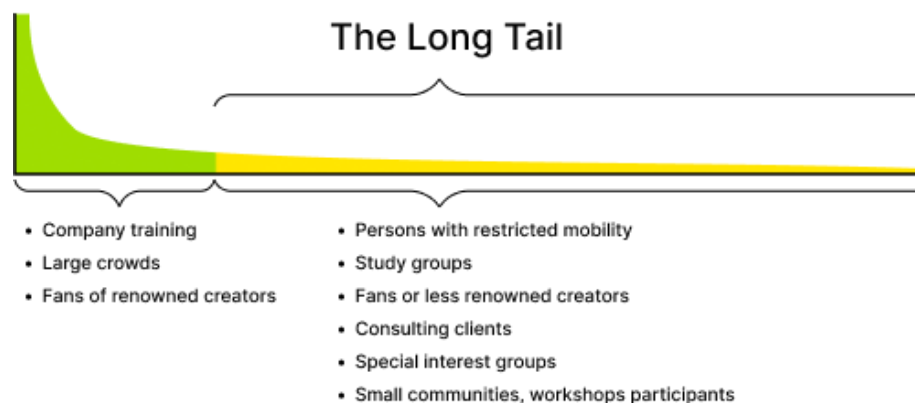 The Long Tail
• Company training
• Large crowds
• Fans of renowned creators
• Persons with restricted mobility
• Study groups
• Fans or less renowned creators
• Consulting clients
• Special interest groups
• Small communities, workshops participants